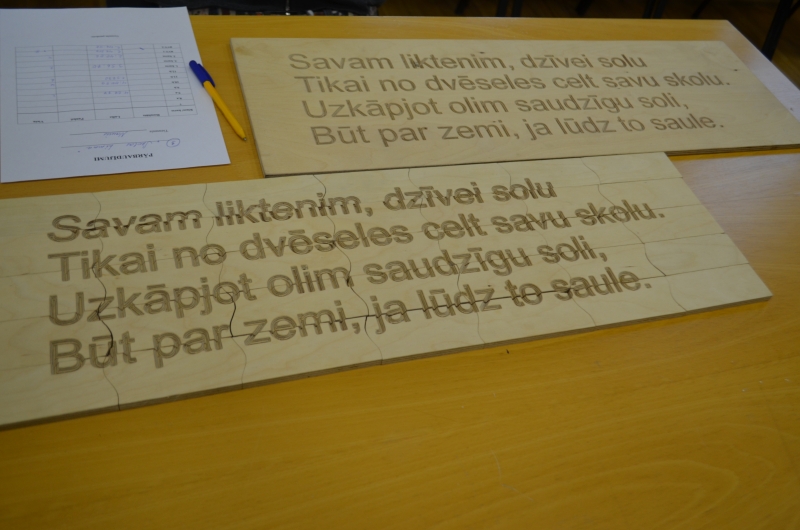 Savam liktenim, dzīvei solu
Tikai no dvēseles celt savu skolu.
Uzkāpjot olim saudzīgu soli,
Būt par zemi, ja lūdz to saule.
Savam liktenim, dzīvei solu
Tikai no dvēseles celt savu skolu.
Uzkāpjot olim saudzīgu soli,
Būt par zemi, ja lūdz to saule.